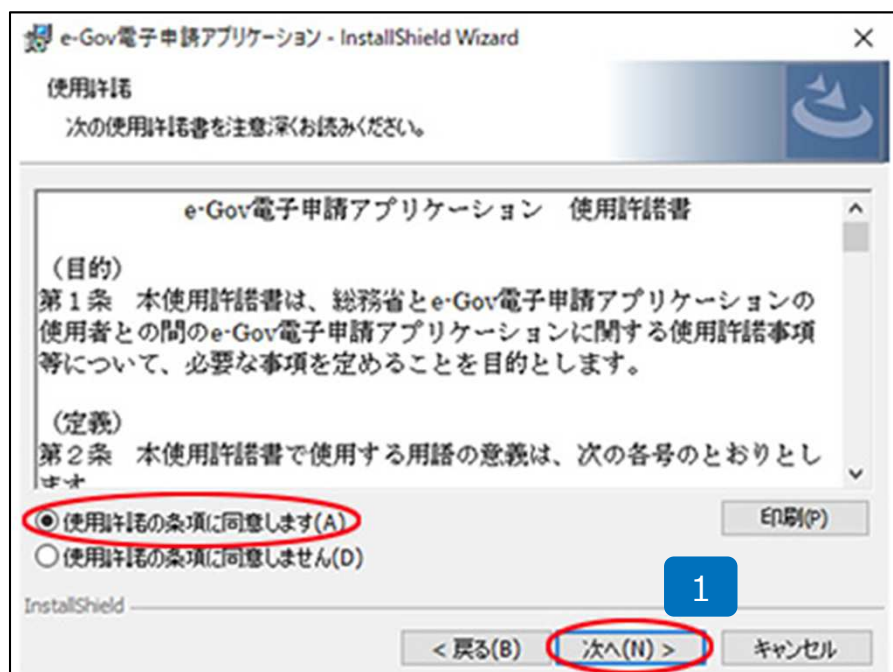 e-Gov電子申請アプリケーション - InstallShield Wizard
使用許諾
次の使用許諾書を注意深くお読みください。
e-Gov電子申請アプリケーション　使用許諾書
（目的）
第１条　本使用許諾書は、総務省とe-Gov電子申請アプリケーションの
使用者との間のe-Gov電子申請アプリケーションに関する使用許諾事項
等について、必要な事項を定めることを目的とします。
（定義）
第２条　本使用許諾書で使用する用語の意義は、次の各号のとおりとし
ます
使用許諾の条項に同意します(A)
印刷(P)
使用許諾の条項に同意しません(D)
1
InstallShield
< 戻る(B)
次へ(N) >
キャンセル